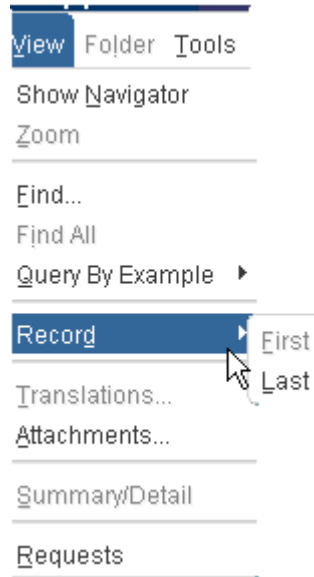 View Folder Tools
Show Navigator
Zoom
Find...
Find All
Query By Example
Record
First
Last
Translations...
Attachments...
Summary/Detail
Requests